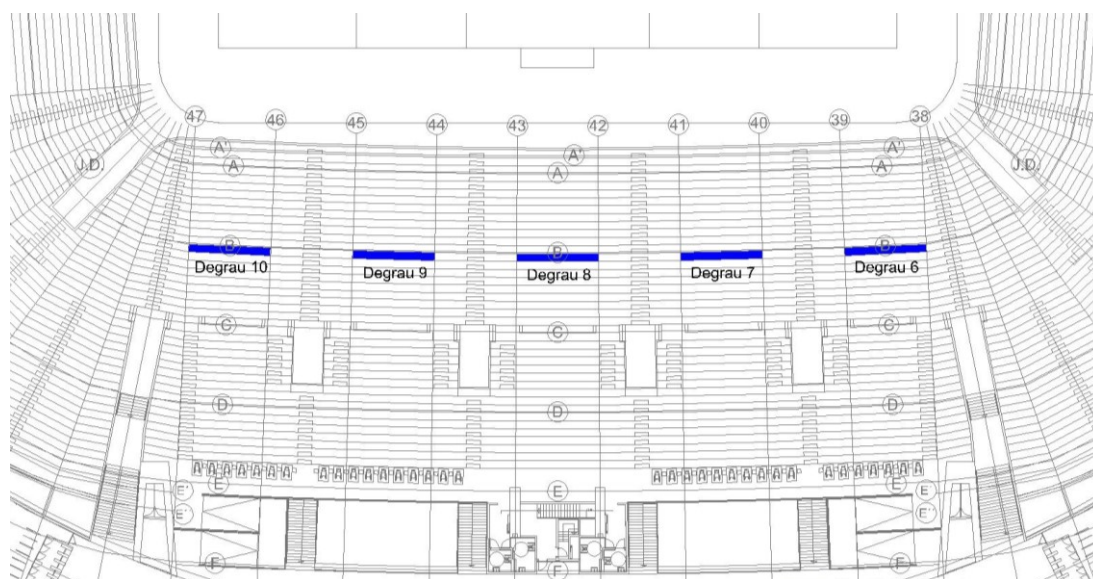 47 46 45 44 43 42 41 40 39 38
A' A' A'
J.D. A A A J.D.
B B B B
Degrau 10 Degrau 9 Degrau 8 Degrau 7 Degrau 6
C C C
D D D
E' E E E E
E'' E''
F F